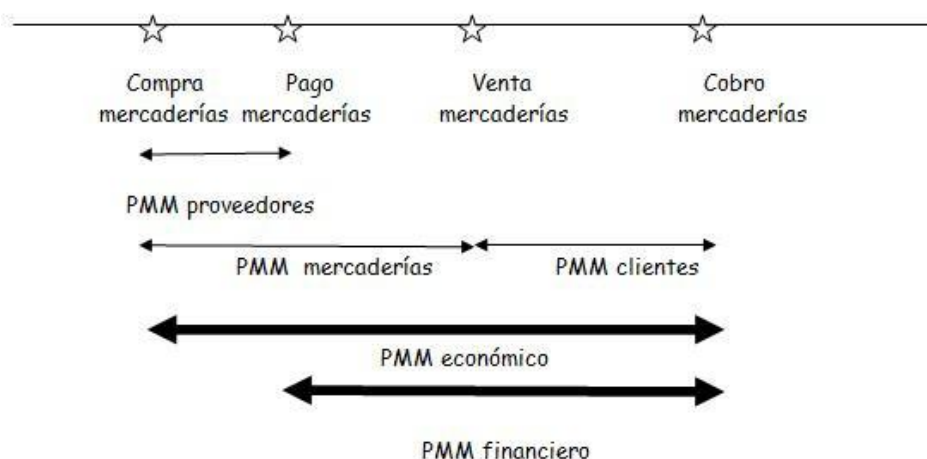 Compra Pago Venta Cobro
mercaderías mercaderías mercaderías mercaderías
PMM proveedores
PMM mercaderías PMM clientes
PMM económico
PMM financiero